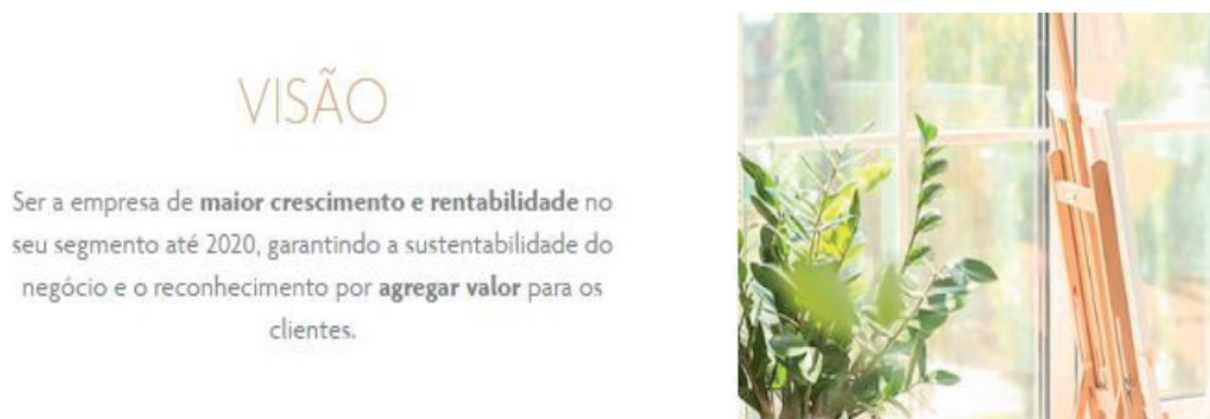 VISÃO
Ser a empresa de maior crescimento e rentabilidade no
seu segmento até 2020, garantindo a sustentabilidade do
negócio e o reconhecimento por agregar valor para os
clientes.